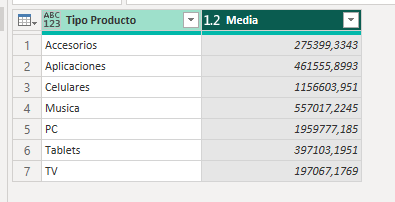 ABC 123 Tipo Producto 1.2 Media
1 Accesorios 275399,3343
2 Aplicaciones 461555,8993
3 Celulares 1156603,951
4 Musica 557017,2245
5 PC 1959777,185
6 Tablets 397103,1951
7 TV 197067,1769